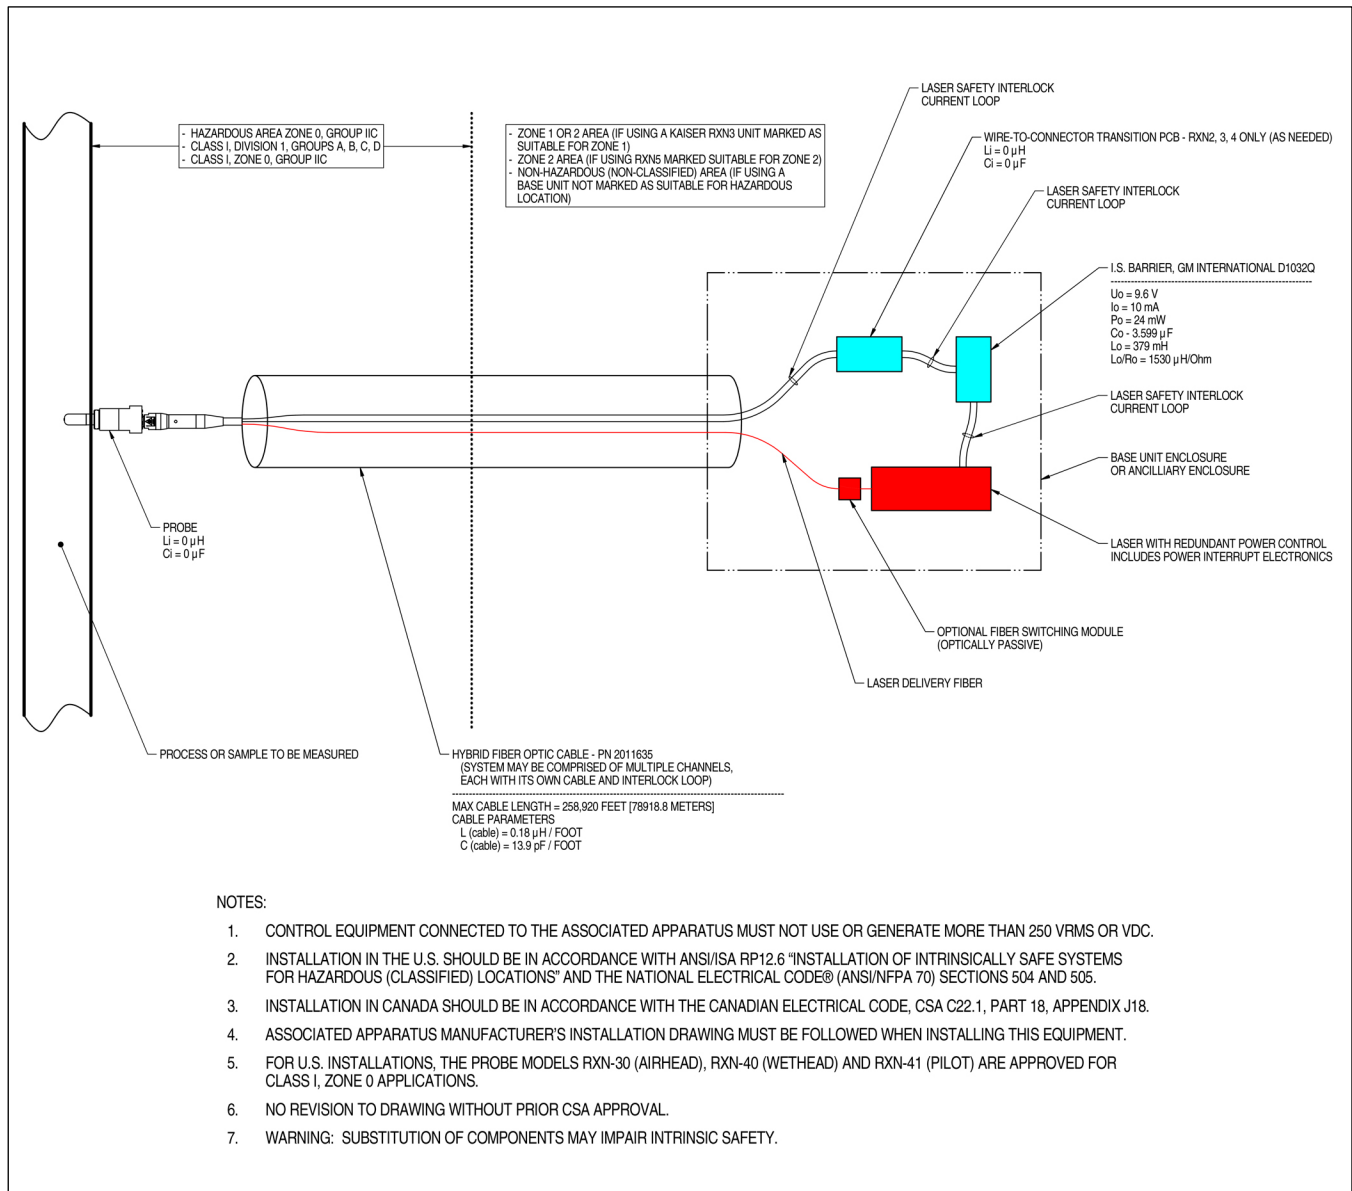 - HAZARDOUS AREA ZONE 0, GROUP IIC
- CLASS I, DIVISION 1, GROUPS A, B, C, D
- CLASS I, ZONE 0, GROUP IIC
- ZONE 1 OR 2 AREA (IF USING A KAISER RXN3 UNIT MARKED AS
SUITABLE FOR ZONE 1)
- ZONE 2 AREA (IF USING RXN5 MARKED SUITABLE FOR ZONE 2)
- NON-HAZARDOUS (NON-CLASSIFIED) AREA (IF USING A
BASE UNIT NOT MARKED AS SUITABLE FOR HAZARDOUS
LOCATION)
LASER SAFETY INTERLOCK
CURRENT LOOP
WIRE-TO-CONNECTOR TRANSITION PCB - RXN2, 3, 4 ONLY (AS NEEDED)
Li = 0 µH
Ci = 0 µF
LASER SAFETY INTERLOCK
CURRENT LOOP
I.S. BARRIER, GM INTERNATIONAL D1032Q
Uo = 9.6 V
Io = 10 mA
Po = 24 mW
Co - 3.599 µF
Lo = 379 mH
Lo/Ro = 1530 µH/Ohm
LASER SAFETY INTERLOCK
CURRENT LOOP
BASE UNIT ENCLOSURE
OR ANCILLIARY ENCLOSURE
PROBE
Li = 0 µH
Ci = 0 µF
LASER WITH REDUNDANT POWER CONTROL
INCLUDES POWER INTERRUPT ELECTRONICS
OPTIONAL FIBER SWITCHING MODULE
(OPTICALLY PASSIVE)
LASER DELIVERY FIBER
PROCESS OR SAMPLE TO BE MEASURED
HYBRID FIBER OPTIC CABLE - PN 2011635
(SYSTEM MAY BE COMPRISED OF MULTIPLE CHANNELS,
EACH WITH ITS OWN CABLE AND INTERLOCK LOOP)
MAX CABLE LENGTH = 258,920 FEET [78918.8 METERS]
CABLE PARAMETERS
L (cable) = 0.18 µH / FOOT
C (cable) = 13.9 pF / FOOT
NOTES:
1. CONTROL EQUIPMENT CONNECTED TO THE ASSOCIATED APPARATUS MUST NOT USE OR GENERATE MORE THAN 250 VRMS OR VDC.
2. INSTALLATION IN THE U.S. SHOULD BE IN ACCORDANCE WITH ANSI/ISA RP12.6 “INSTALLATION OF INTRINSICALLY SAFE SYSTEMS
FOR HAZARDOUS (CLASSIFIED) LOCATIONS” AND THE NATIONAL ELECTRICAL CODE® (ANSI/NFPA 70) SECTIONS 504 AND 505.
3. INSTALLATION IN CANADA SHOULD BE IN ACCORDANCE WITH THE CANADIAN ELECTRICAL CODE, CSA C22.1, PART 18, APPENDIX J18.
4. ASSOCIATED APPARATUS MANUFACTURER'S INSTALLATION DRAWING MUST BE FOLLOWED WHEN INSTALLING THIS EQUIPMENT.
5. FOR U.S. INSTALLATIONS, THE PROBE MODELS RXN-30 (AIRHEAD), RXN-40 (WETHEAD) AND RXN-41 (PILOT) ARE APPROVED FOR
CLASS I, ZONE 0 APPLICATIONS.
6. NO REVISION TO DRAWING WITHOUT PRIOR CSA APPROVAL.
7. WARNING: SUBSTITUTION OF COMPONENTS MAY IMPAIR INTRINSIC SAFETY.